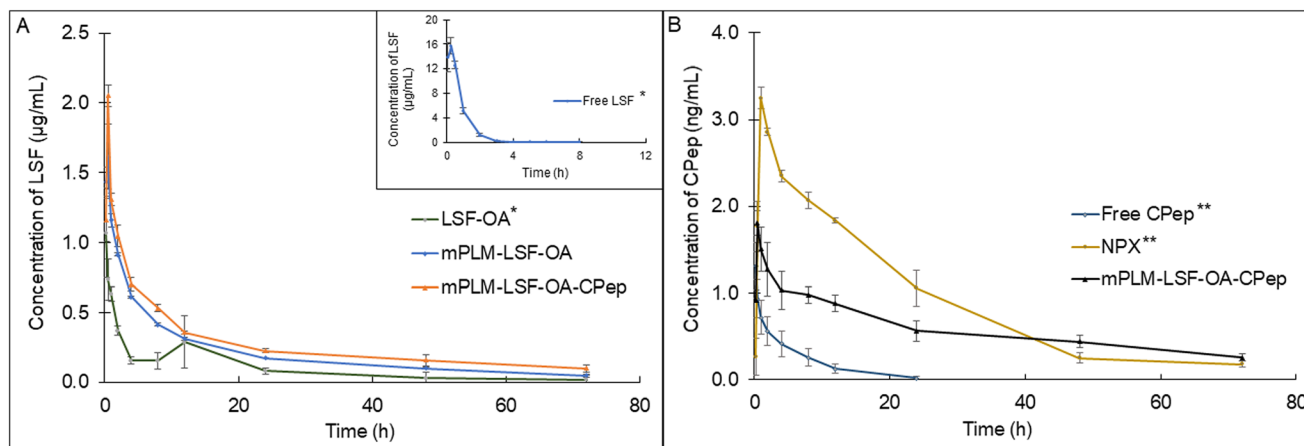 A
Concentration of LSF (µg/mL)
2.5
2.0
1.5
1.0
0.5
0.0
0
20
40
60
80
Time (h)
LSF-OA*
mPLM-LSF-OA
mPLM-LSF-OA-CPep
Concentration of LSF
(µg/mL)
20
16
12
8
4
0
0
4
8
12
Time (h)
Free LSF *
B
Concentration of CPep (ng/mL)
4.0
3.0
2.0
1.0
0.0
0
20
40
60
80
Time (h)
Free CPep**
NPX**
mPLM-LSF-OA-CPep